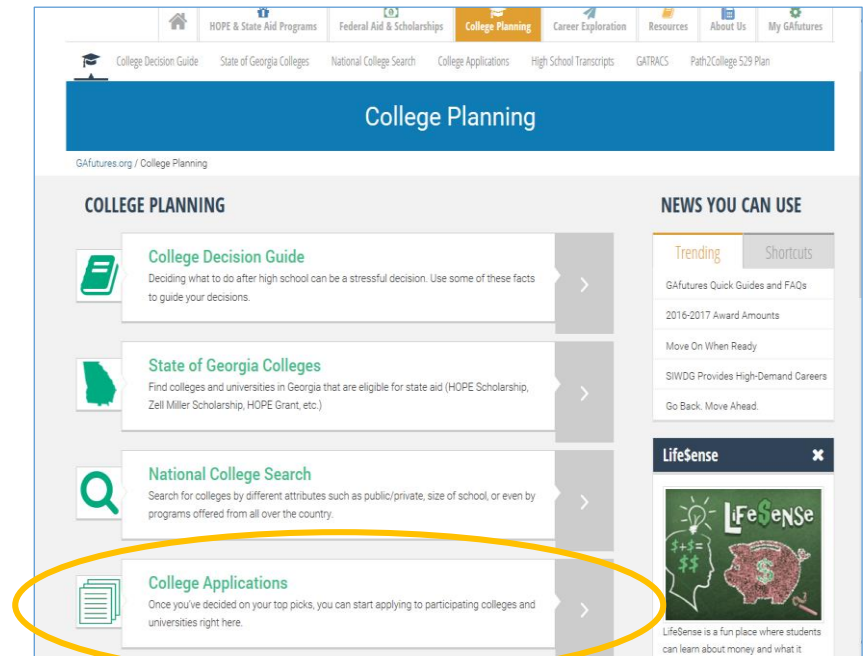 HOPE & State Aid Programs
Federal Aid & Scholarships
College Planning
Career Exploration
Resources
About Us
My GAfutures
College Decision Guide
State of Georgia Colleges
National College Search
College Applications
High School Transcripts
GATRACS
Path2College 529 Plan
College Planning
GAfutures.org / College Planning
COLLEGE PLANNING
College Decision Guide
Deciding what to do after high school can be a stressful decision. Use some of these facts
to guide your decisions.
State of Georgia Colleges
Find colleges and universities in Georgia that are eligible for state aid (HOPE Scholarship,
Zell Miller Scholarship, HOPE Grant, etc.)
National College Search
Search for colleges by different attributes such as public/private, size of school, or even by
programs offered from all over the country.
College Applications
Once you've decided on your top picks, you can start applying to participating colleges and
universities right here.
NEWS YOU CAN USE
Trending
Shortcuts
GAfutures Quick Guides and FAQs
2016-2017 Award Amounts
Move On When Ready
SIWDG Provides High-Demand Careers
Go Back. Move Ahead.
Life$ense
LiFe$eNSe
$+$=
$$
LifeSense is a fun place where students
can learn about money and what it